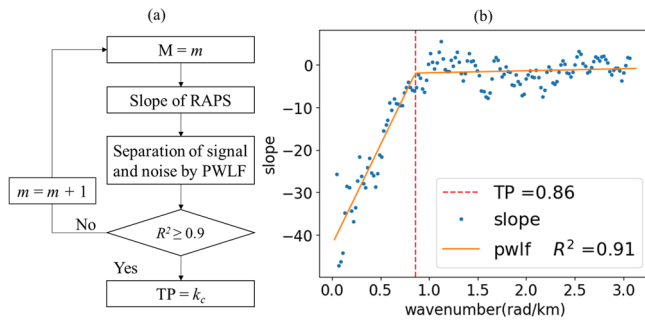 (a)
M = m
Slope of RAPS
Separation of signal
and noise by PWLF
m = m + 1
No
R² ≥ 0.9
Yes
TP = k_c
(b)
slope
0
−10
−20
−30
−40
TP =0.86
slope
pwlf R² =0.91
0.0 0.5 1.0 1.5 2.0 2.5 3.0
wavenumber(rad/km)